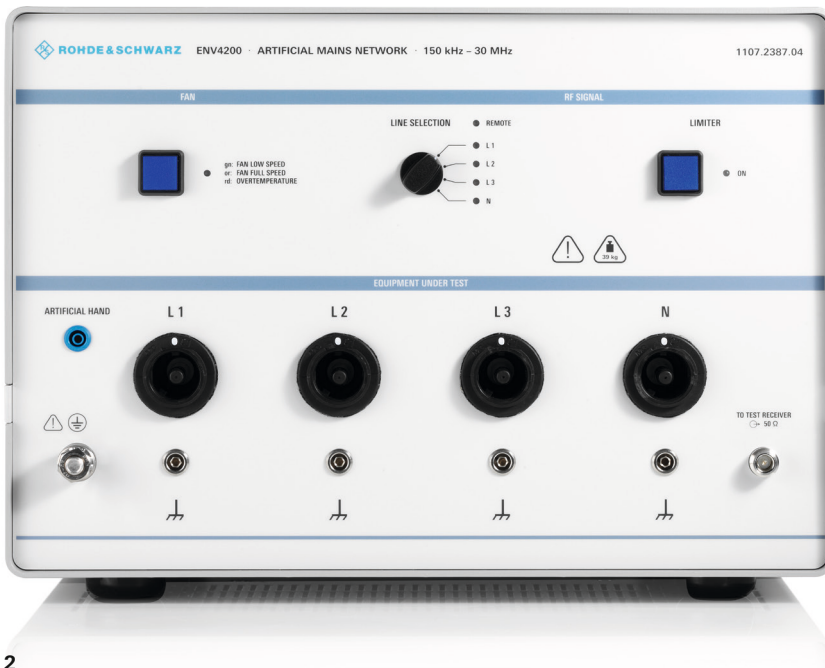 ROHDE&SCHWARZ ENV4200 · ARTIFICIAL MAINS NETWORK · 150 kHz – 30 MHz 1107.2387.04
FAN RF SIGNAL
LINE SELECTION REMOTE LIMITER
L 1
gn: FAN LOW SPEED L 2 ON
or: FAN FULL SPEED
rd: OVERTEMPERATURE L 3
N
39 kg
EQUIPMENT UNDER TEST
ARTIFICIAL HAND L 1 L 2 L 3 N
TO TEST RECEIVER
50 Ω
2